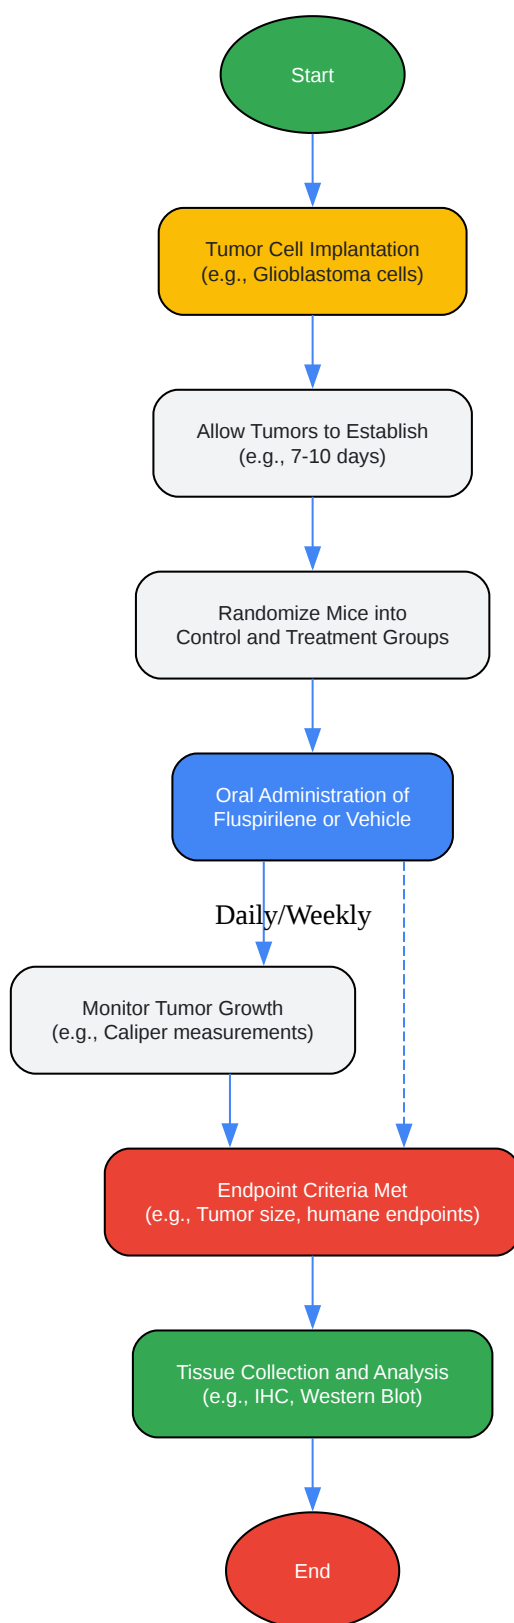 Start
Tumor Cell Implantation
(e.g., Glioblastoma cells)
Allow Tumors to Establish
(e.g., 7-10 days)
Randomize Mice into
Control and Treatment Groups
Oral Administration of
Fluspirilene or Vehicle
Daily/Weekly
Monitor Tumor Growth
(e.g., Caliper measurements)
Endpoint Criteria Met
(e.g., Tumor size, humane endpoints)
Tissue Collection and Analysis
(e.g., IHC, Western Blot)
End